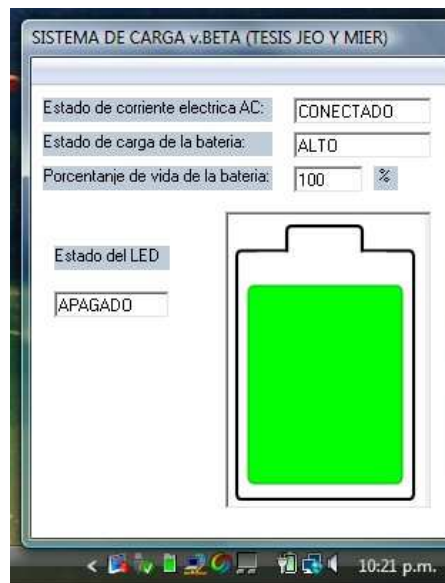 SISTEMA DE CARGA v.BETA (TESIS JEO Y MIER)
Estado de corriente electrica AC: CONECTADO
Estado de carga de la bateria: ALTO
Porcentanje de vida de la bateria: 100 %
Estado del LED
APAGADO
10:21 p.m.